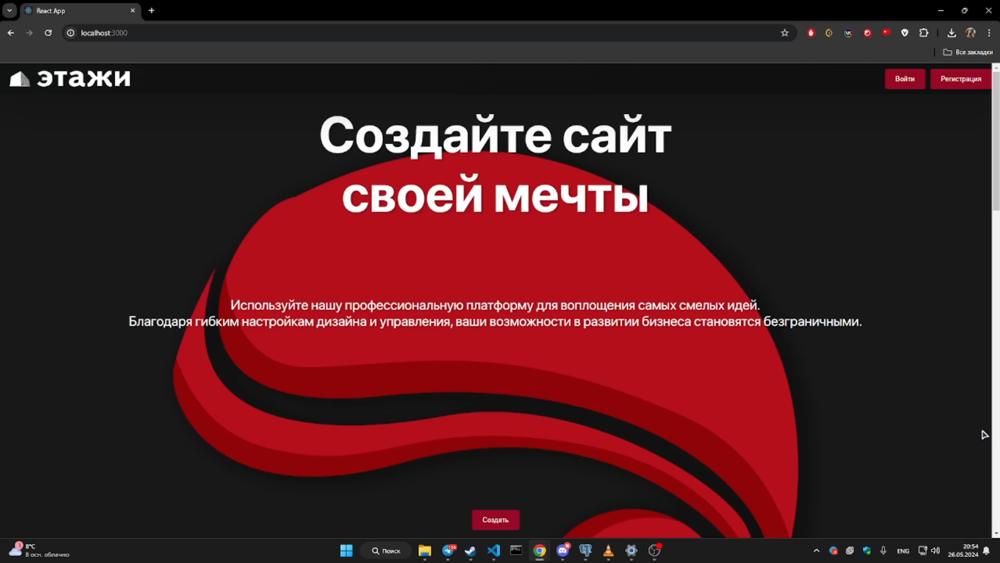 React App
localhost:3000
Все закладки
этажи
Войти
Регистрация
Создайте сайт
своей мечты
Используйте нашу профессиональную платформу для воплощения самых смелых идей.
Благодаря гибким настройкам дизайна и управления, ваши возможности в развитии бизнеса становятся безграничными.
Создать
1
8°C
В осн. облачно
Поиск
106
ENG
20:54
26.05.2024